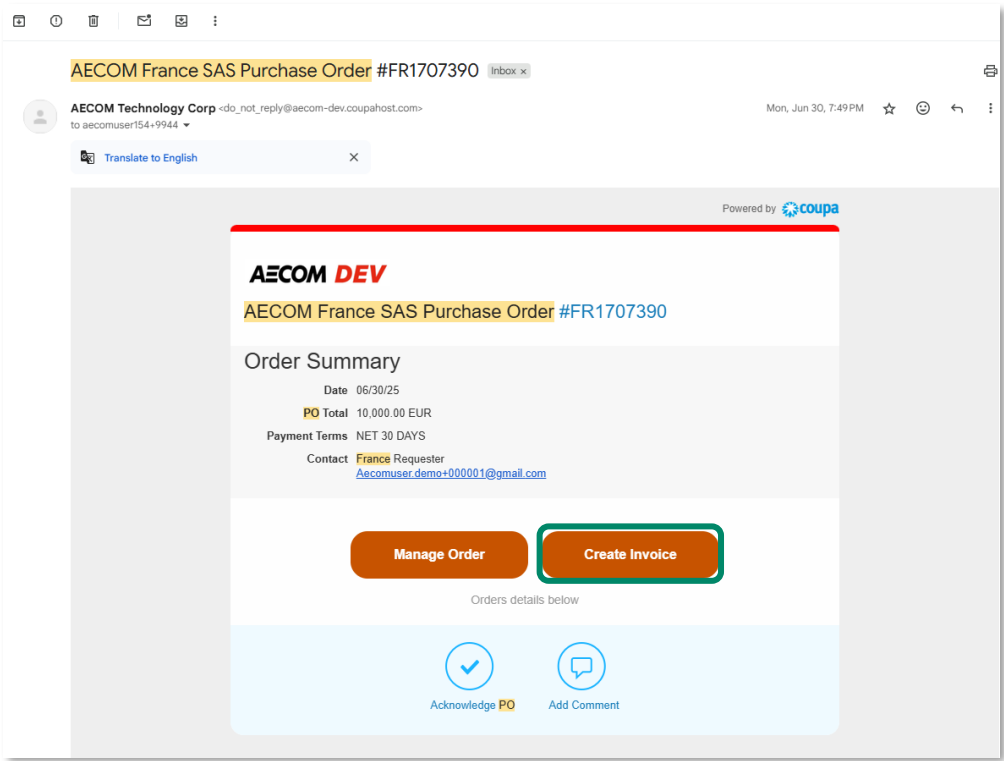 AECOM France SAS Purchase Order #FR1707390 Inbox ×
AECOM Technology Corp <do_not_reply@aecom-dev.coupahost.com> Mon, Jun 30, 7:49 PM
to aecomuser154+9944
Translate to English
Powered by coupa
AECOM DEV
AECOM France SAS Purchase Order #FR1707390
Order Summary
Date 06/30/25
PO Total 10,000.00 EUR
Payment Terms NET 30 DAYS
Contact France Requester
Aecomuser.demo+000001@gmail.com
Manage Order Create Invoice
Orders details below
Acknowledge PO Add Comment